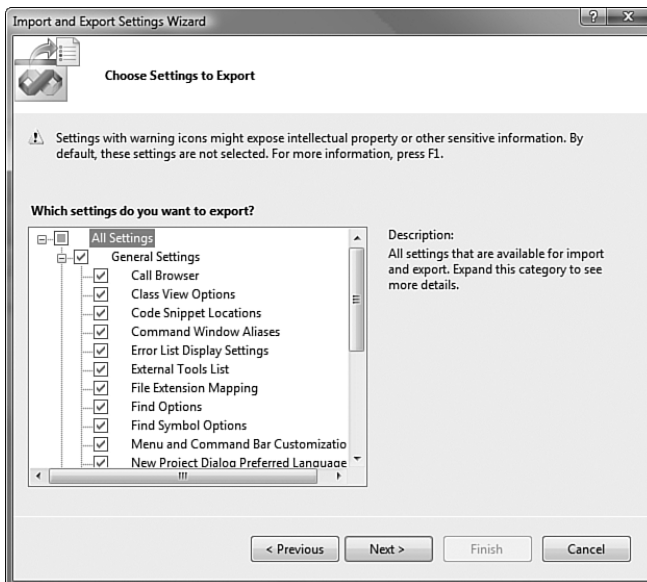 Import and Export Settings Wizard
Choose Settings to Export
Settings with warning icons might expose intellectual property or other sensitive information. By
default, these settings are not selected. For more information, press F1.
Which settings do you want to export?
All Settings
General Settings
Call Browser
Class View Options
Code Snippet Locations
Command Window Aliases
Error List Display Settings
External Tools List
File Extension Mapping
Find Options
Find Symbol Options
Menu and Command Bar Customizatio
New Project Dialog Preferred Language
Description:
All settings that are available for import
and export. Expand this category to see
more details.
< Previous
Next >
Finish
Cancel